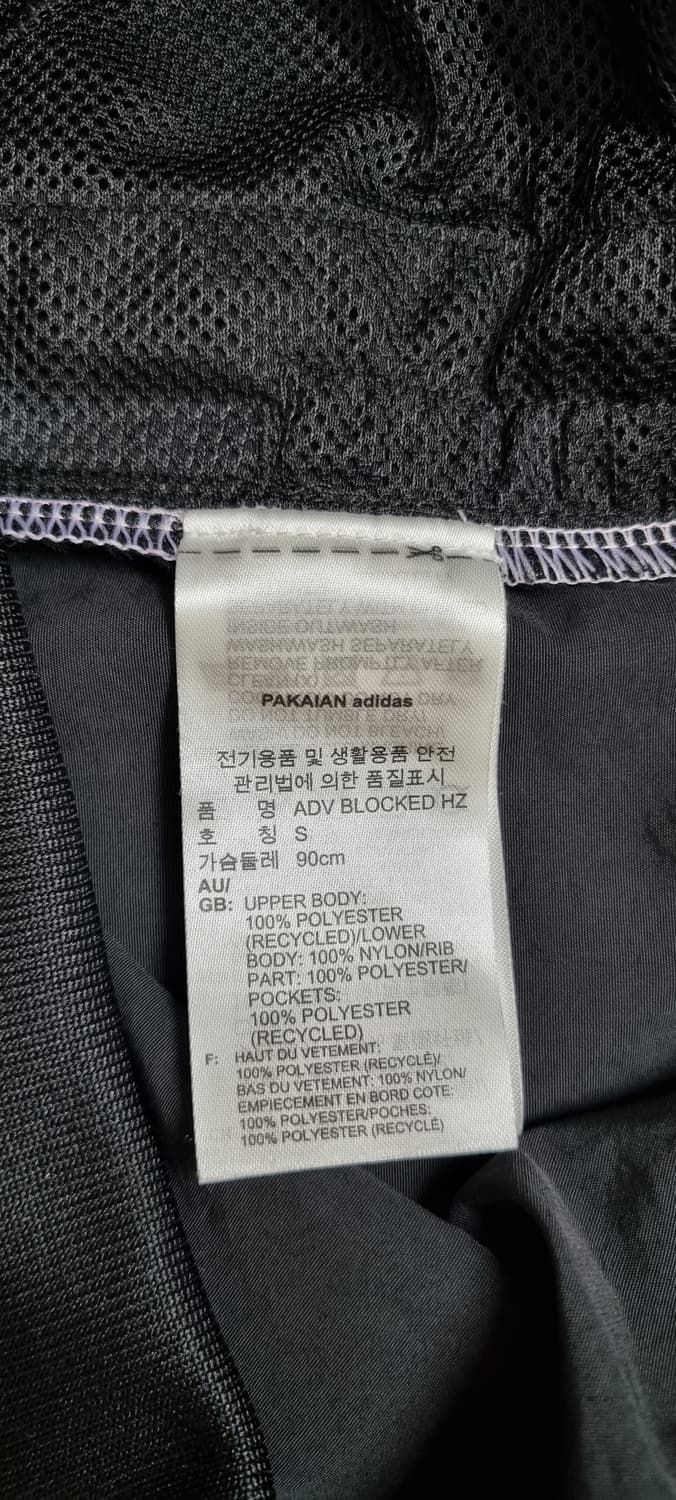 PAKAIAN adidas
전기용품 및 생활용품 안전
관리법에 의한 품질표시
품 명 ADV BLOCKED HZ
호 칭 S
가슴둘레 90cm
AU/
GB: UPPER BODY:
100% POLYESTER
(RECYCLED)/LOWER
BODY: 100% NYLON/RIB
PART: 100% POLYESTER/
POCKETS:
100% POLYESTER
(RECYCLED)
F: HAUT DU VETEMENT:
100% POLYESTER (RECYCLÉ)/
BAS DU VETEMENT: 100% NYLON/
EMPIECEMENT EN BORD COTE:
100% POLYESTER/POCHES:
100% POLYESTER (RECYCLÉ)